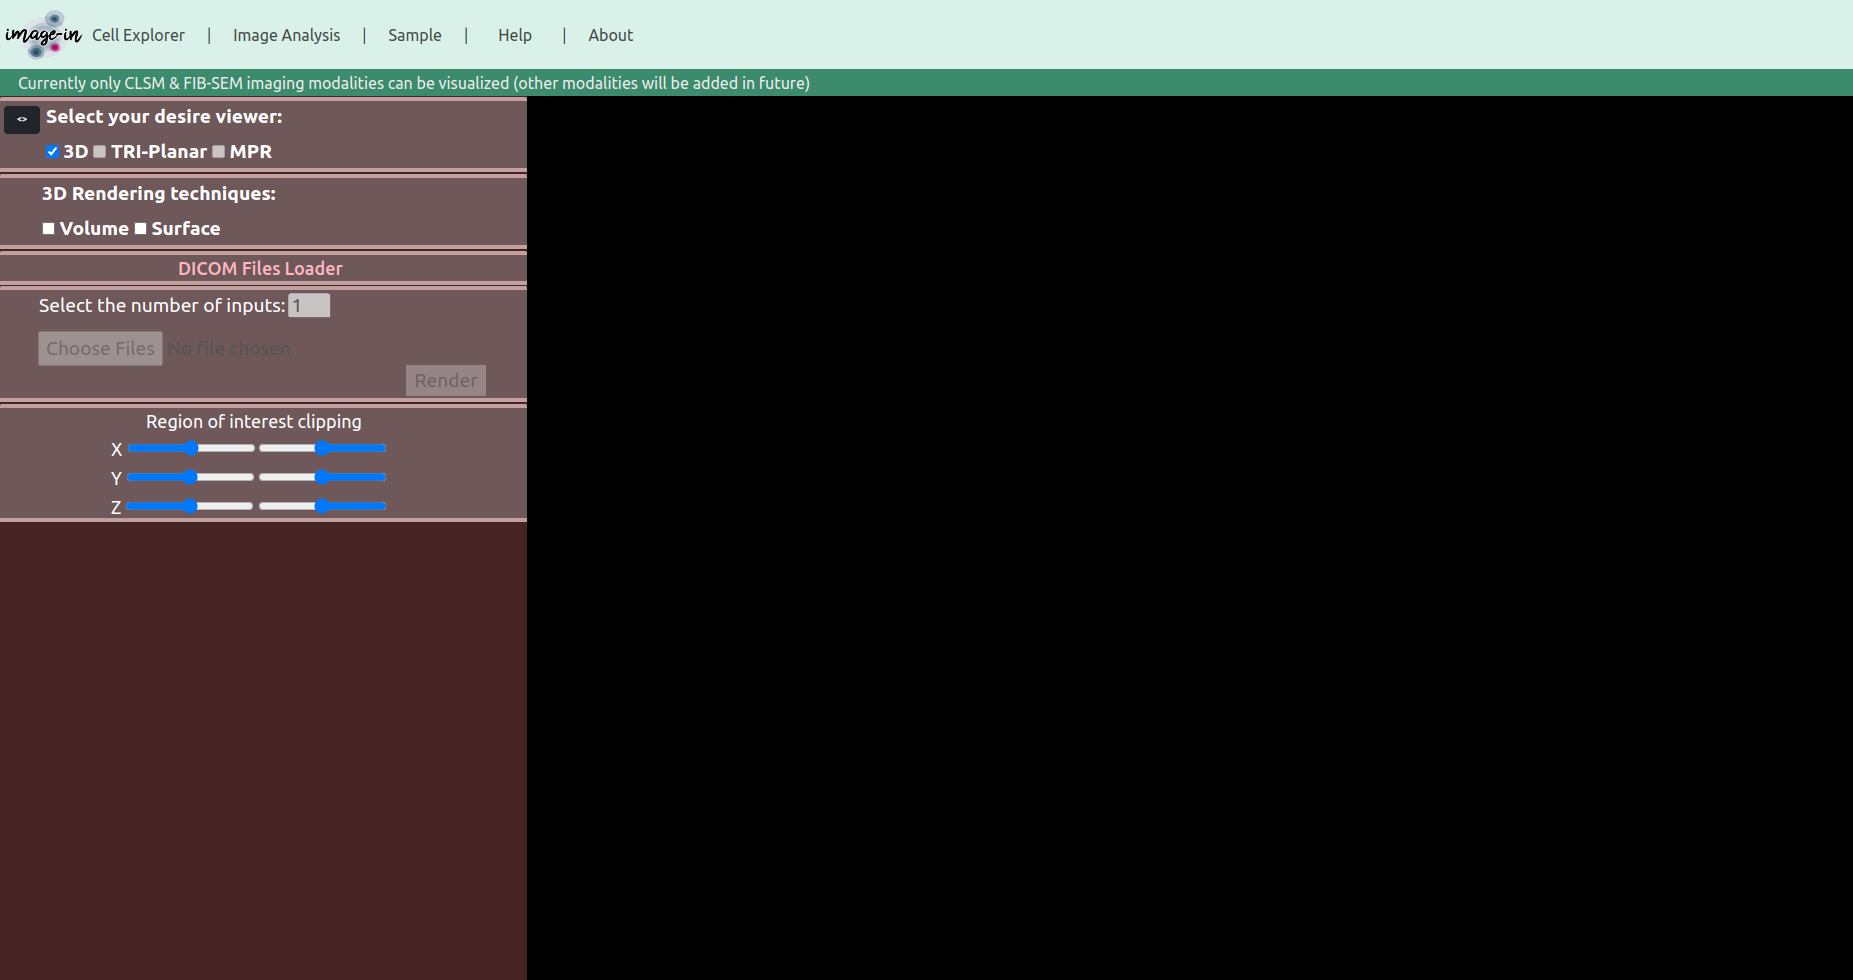 image-in Cell Explorer | Image Analysis | Sample | Help | About
Currently only CLSM & FIB-SEM imaging modalities can be visualized (other modalities will be added in future)
<> Select your desire viewer:
3D TRI-Planar MPR
3D Rendering techniques:
Volume Surface
DICOM Files Loader
Select the number of inputs: 1
Choose Files No file chosen
Render
Region of interest clipping
X
Y
Z